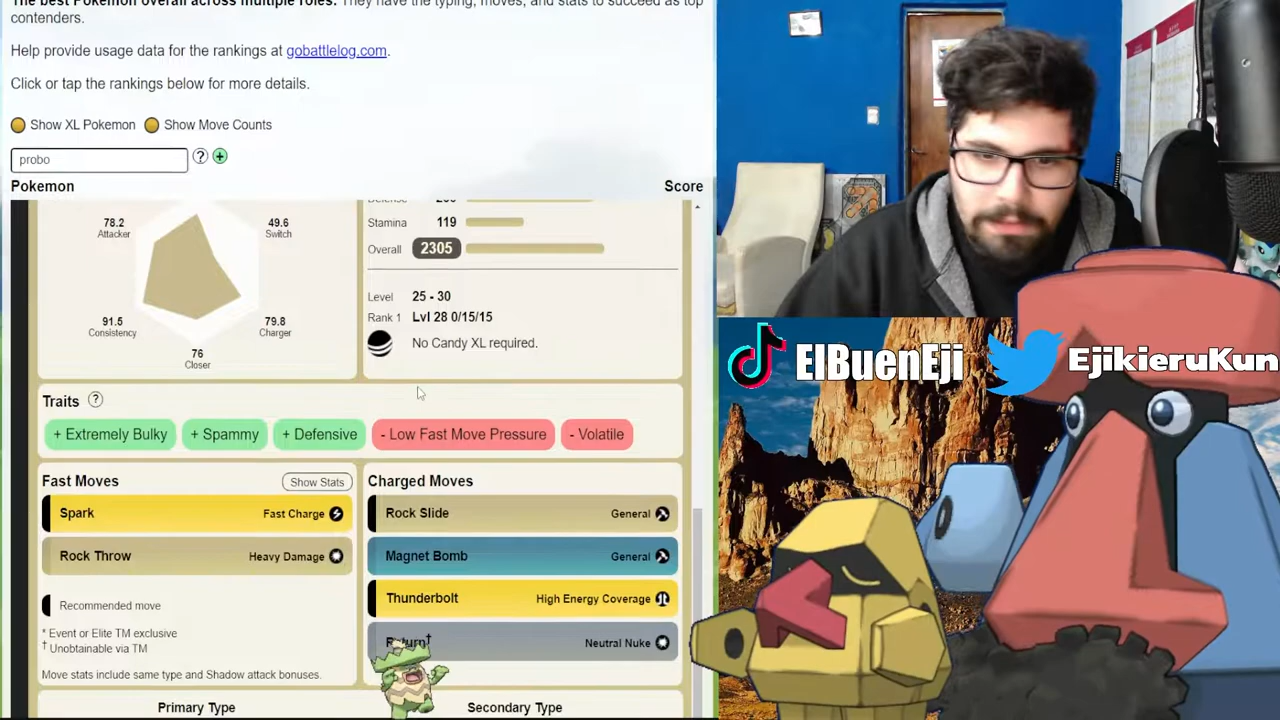 The best Pokemon overall across multiple roles. They have the typing, moves, and stats to succeed as top
contenders.
Help provide usage data for the rankings at gobattlelog.com.
Click or tap the rankings below for more details.
Show XL Pokemon
Show Move Counts
probo
?
+
Pokemon
Score
78.2
Attacker
49.6
Switch
91.5
Consistency
79.8
Charger
76
Closer
Stamina 119
Overall 2305
Level 25 - 30
Rank 1 Lvl 28 0/15/15
No Candy XL required.
Traits ?
+ Extremely Bulky
+ Spammy
+ Defensive
- Low Fast Move Pressure
- Volatile
Fast Moves
Show Stats
Spark Fast Charge
Rock Throw Heavy Damage
Recommended move
* Event or Elite TM exclusive
† Unobtainable via TM
Move stats include same type and Shadow attack bonuses.
Charged Moves
Rock Slide General
Magnet Bomb General
Thunderbolt High Energy Coverage
Return† Neutral Nuke
Primary Type
Secondary Type
ElBuenEji
EjikieruKun